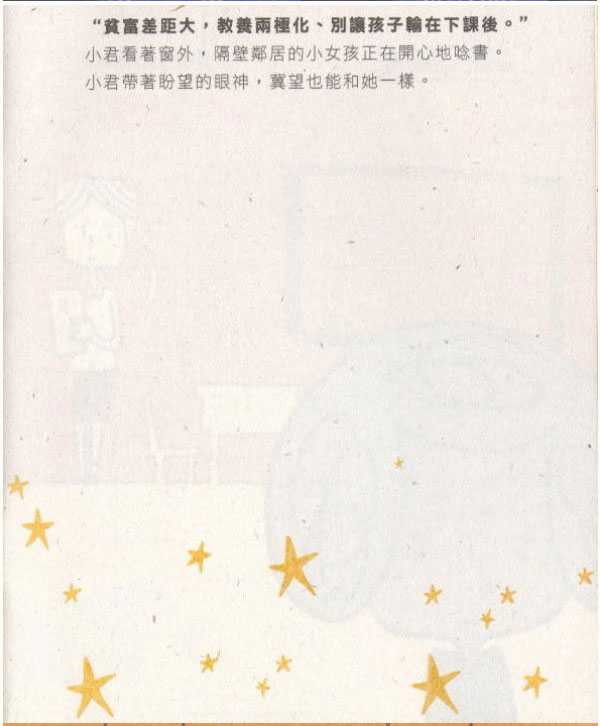 “貧富差距大，教養兩極化、別讓孩子輸在下課後。”
小君看著窗外，隔壁鄰居的小女孩正在開心地唸書。
小君帶著盼望的眼神，冀望也能和她一樣。